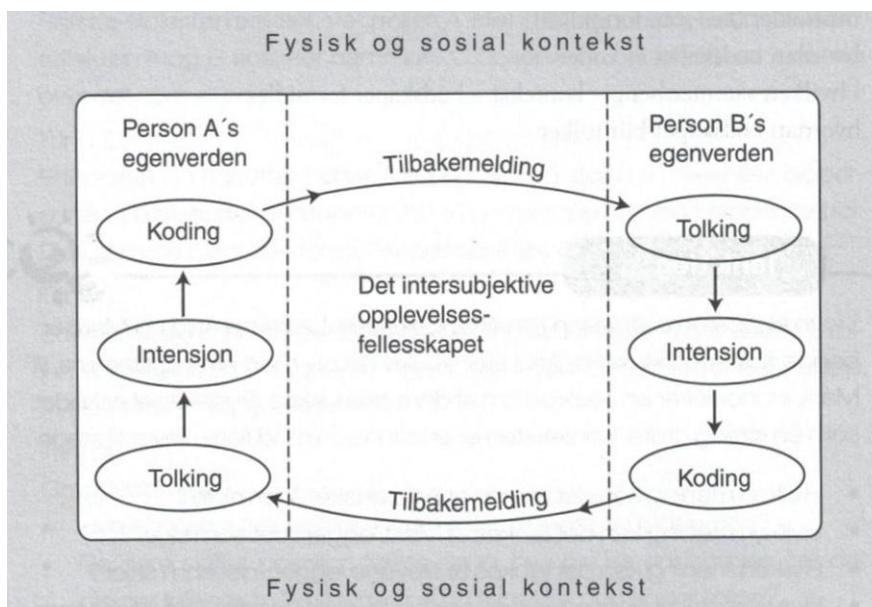 Fysisk og sosial kontekst
Person A´s
egenverden
Person B´s
egenverden
Tilbakemelding
Koding
Tolking
Det intersubjektive
opplevelses-
fellesskapet
Intensjon
Intensjon
Tolking
Koding
Tilbakemelding
Fysisk og sosial kontekst